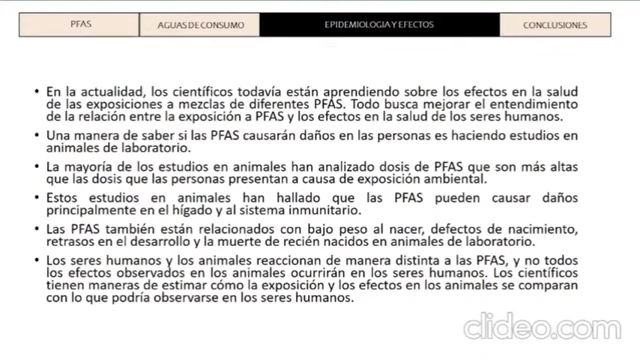 PFAS
AGUAS DE CONSUMO
EPIDEMIOLOGIA Y EFECTOS
CONCLUSIONES
• En la actualidad, los científicos todavía están aprendiendo sobre los efectos en la salud
de las exposiciones a mezclas de diferentes PFAS. Todo busca mejorar el entendimiento
de la relación entre la exposición a PFAS y los efectos en la salud de los seres humanos.
• Una manera de saber si las PFAS causarán daños en las personas es haciendo estudios en
animales de laboratorio.
• La mayoría de los estudios en animales han analizado dosis de PFAS que son más altas
que las dosis que las personas presentan a causa de exposición ambiental.
• Estos estudios en animales han hallado que las PFAS pueden causar daños
principalmente en el hígado y al sistema inmunitario.
• Las PFAS también están relacionados con bajo peso al nacer, defectos de nacimiento,
retrasos en el desarrollo y la muerte de recién nacidos en animales de laboratorio.
• Los seres humanos y los animales reaccionan de manera distinta a las PFAS, y no todos
los efectos observados en los animales ocurrirán en los seres humanos. Los científicos
tienen maneras de estimar cómo la exposición y los efectos en los animales se comparan
con lo que podría observarse en los seres humanos.
clideo.com